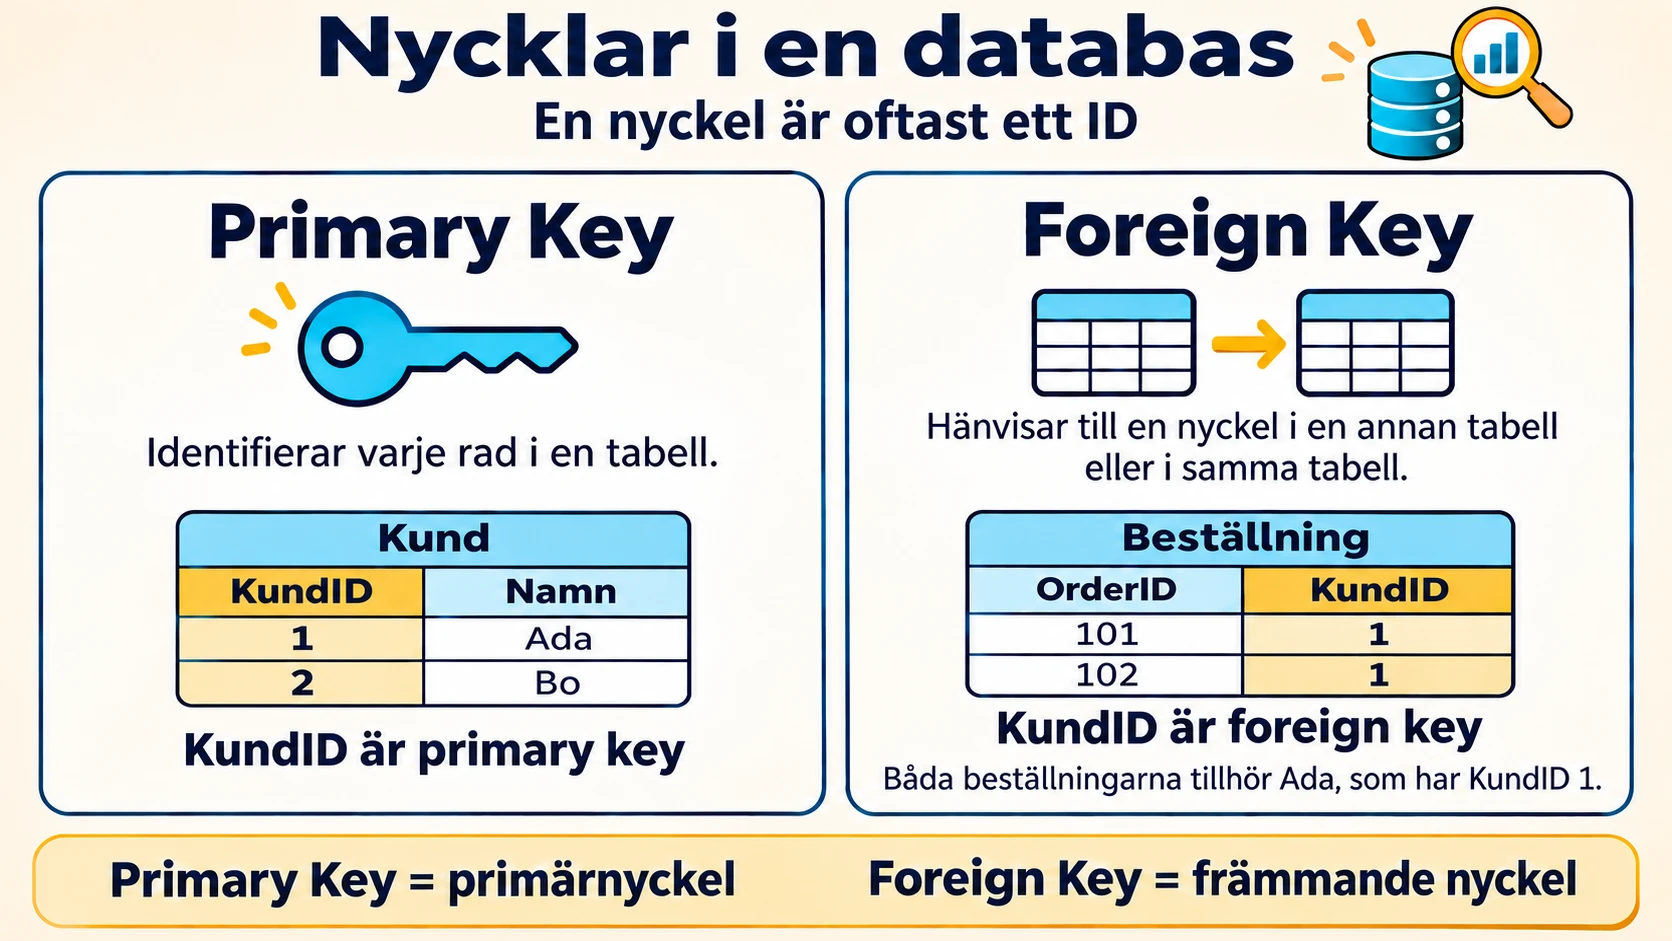 Nycklar i en databas
En nyckel är oftast ett ID
Primary Key
Identifierar varje rad i en tabell.
Kund
KundID Namn
1 Ada
2 Bo
KundID är primary key
Foreign Key
Hänvisar till en nyckel i en annan tabell
eller i samma tabell.
Beställning
OrderID KundID
101 1
102 1
KundID är foreign key
Båda beställningarna tillhör Ada, som har KundID 1.
Primary Key = primärnyckel
Foreign Key = främmande nyckel